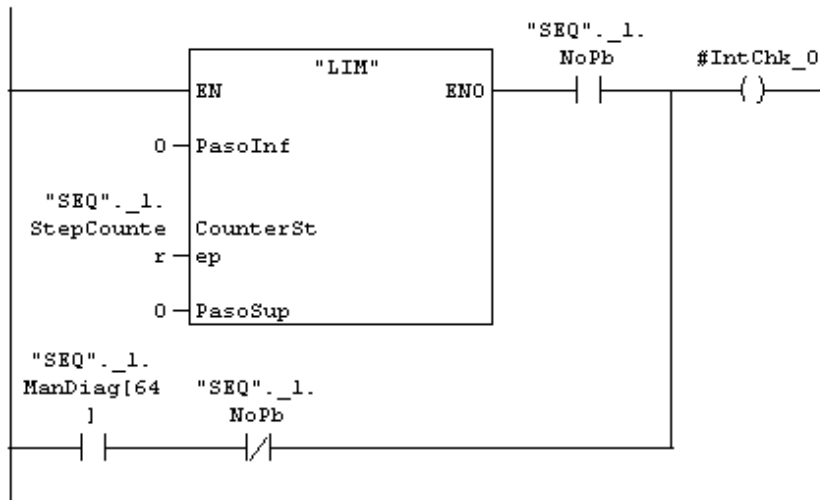 "SEQ"._1.
NoPb
#IntChk_0
"LIM"
EN
ENO
0
PasoInf
"SEQ"._1.
StepCounte
r
CounterSt
ep
0
PasoSup
"SEQ"._1.
ManDiag[64
]
"SEQ"._1.
NoPb